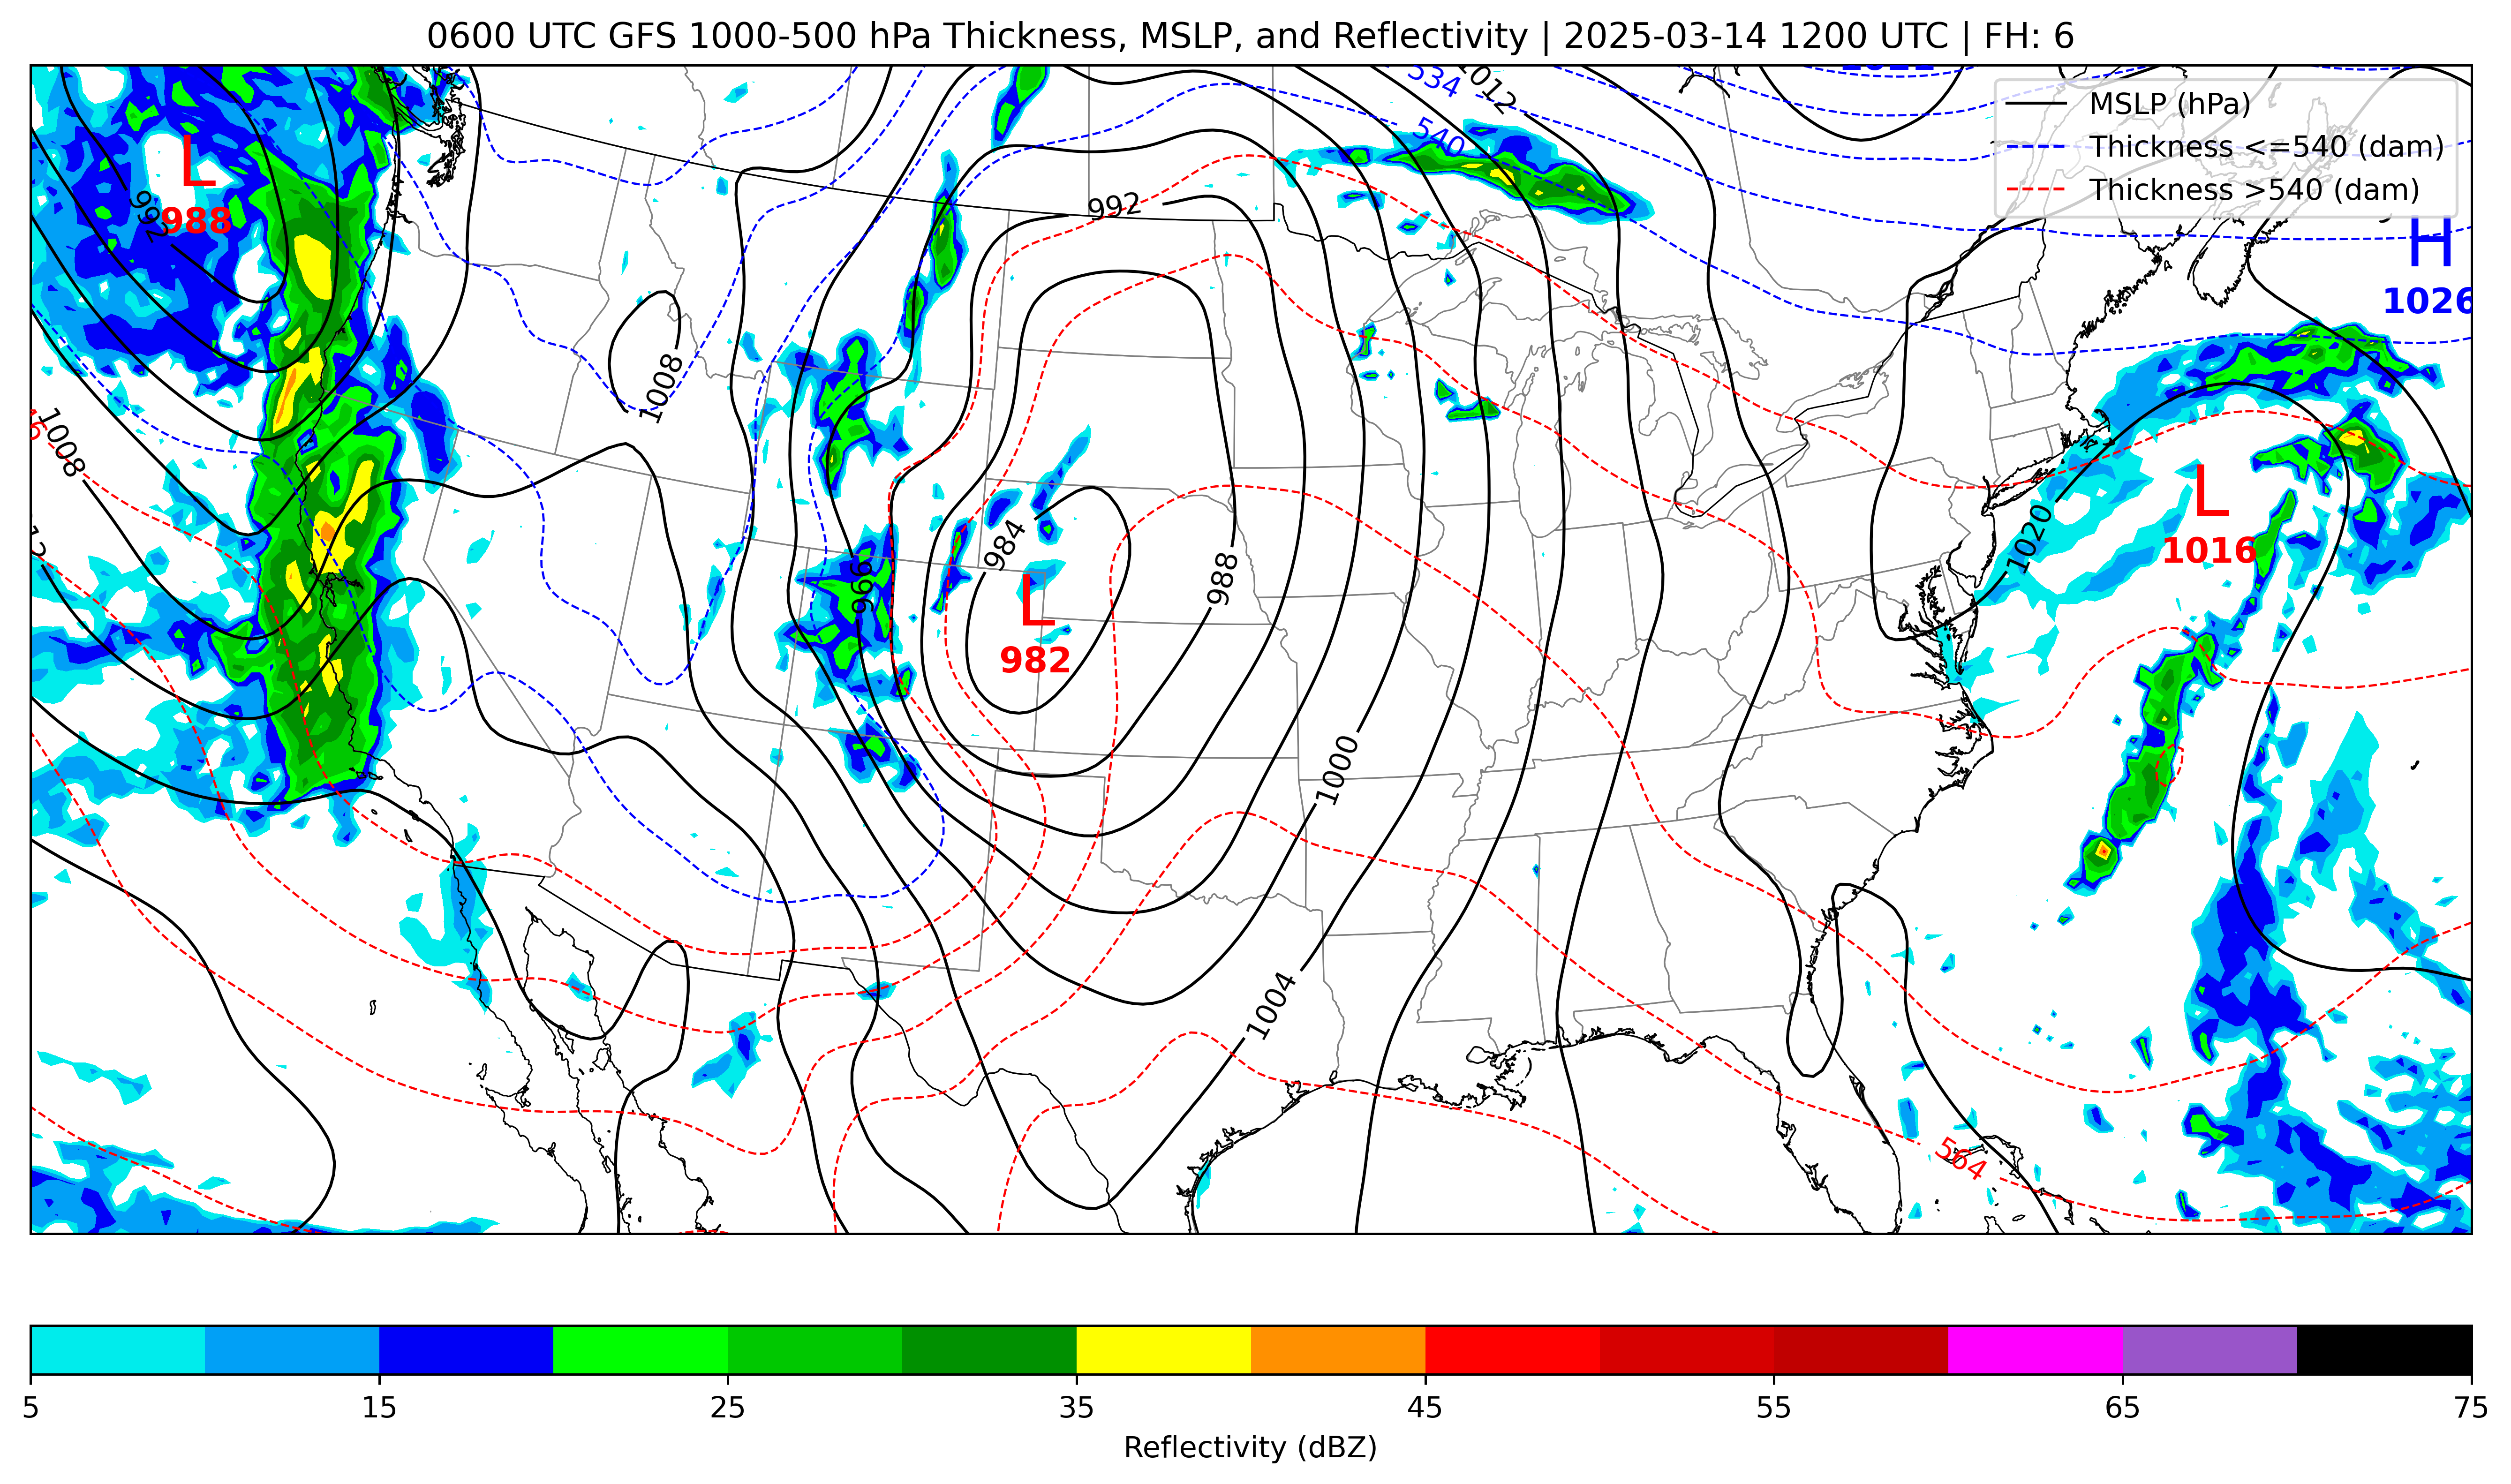 0600 UTC GFS 1000-500 hPa Thickness, MSLP, and Reflectivity | 2025-03-14 1200 UTC | FH: 6
534
1012
MSLP (hPa)
Thickness <=540 (dam)
Thickness >540 (dam)
540
L
988
992
992
H
1026
1008
1008
L
1016
984
988
996
1020
L
982
1000
1004
564
5 15 25 35 45 55 65 75
Reflectivity (dBZ)